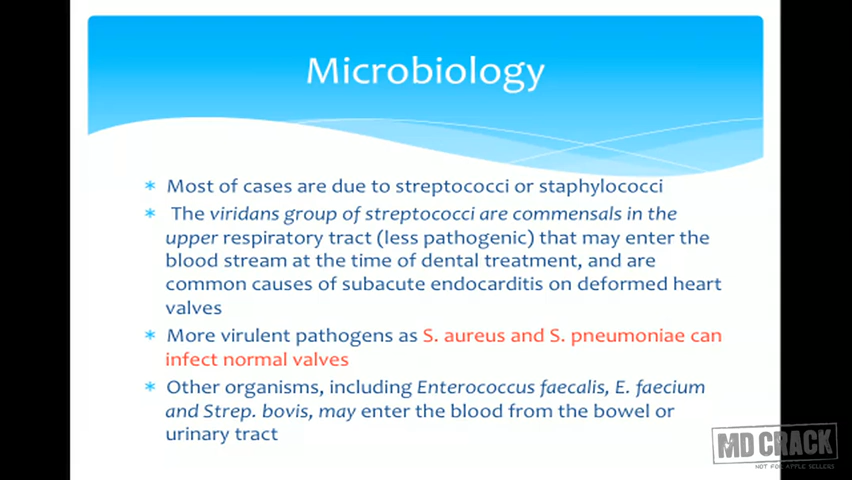 Microbiology
* Most of cases are due to streptococci or staphylococci
* The viridans group of streptococci are commensals in the
upper respiratory tract (less pathogenic) that may enter the
blood stream at the time of dental treatment, and are
common causes of subacute endocarditis on deformed heart
valves
* More virulent pathogens as S. aureus and S. pneumoniae can
infect normal valves
* Other organisms, including Enterococcus faecalis, E. faecium
and Strep. bovis, may enter the blood from the bowel or
urinary tract
MD CRACK
NOT FOR APPLE SELLERS